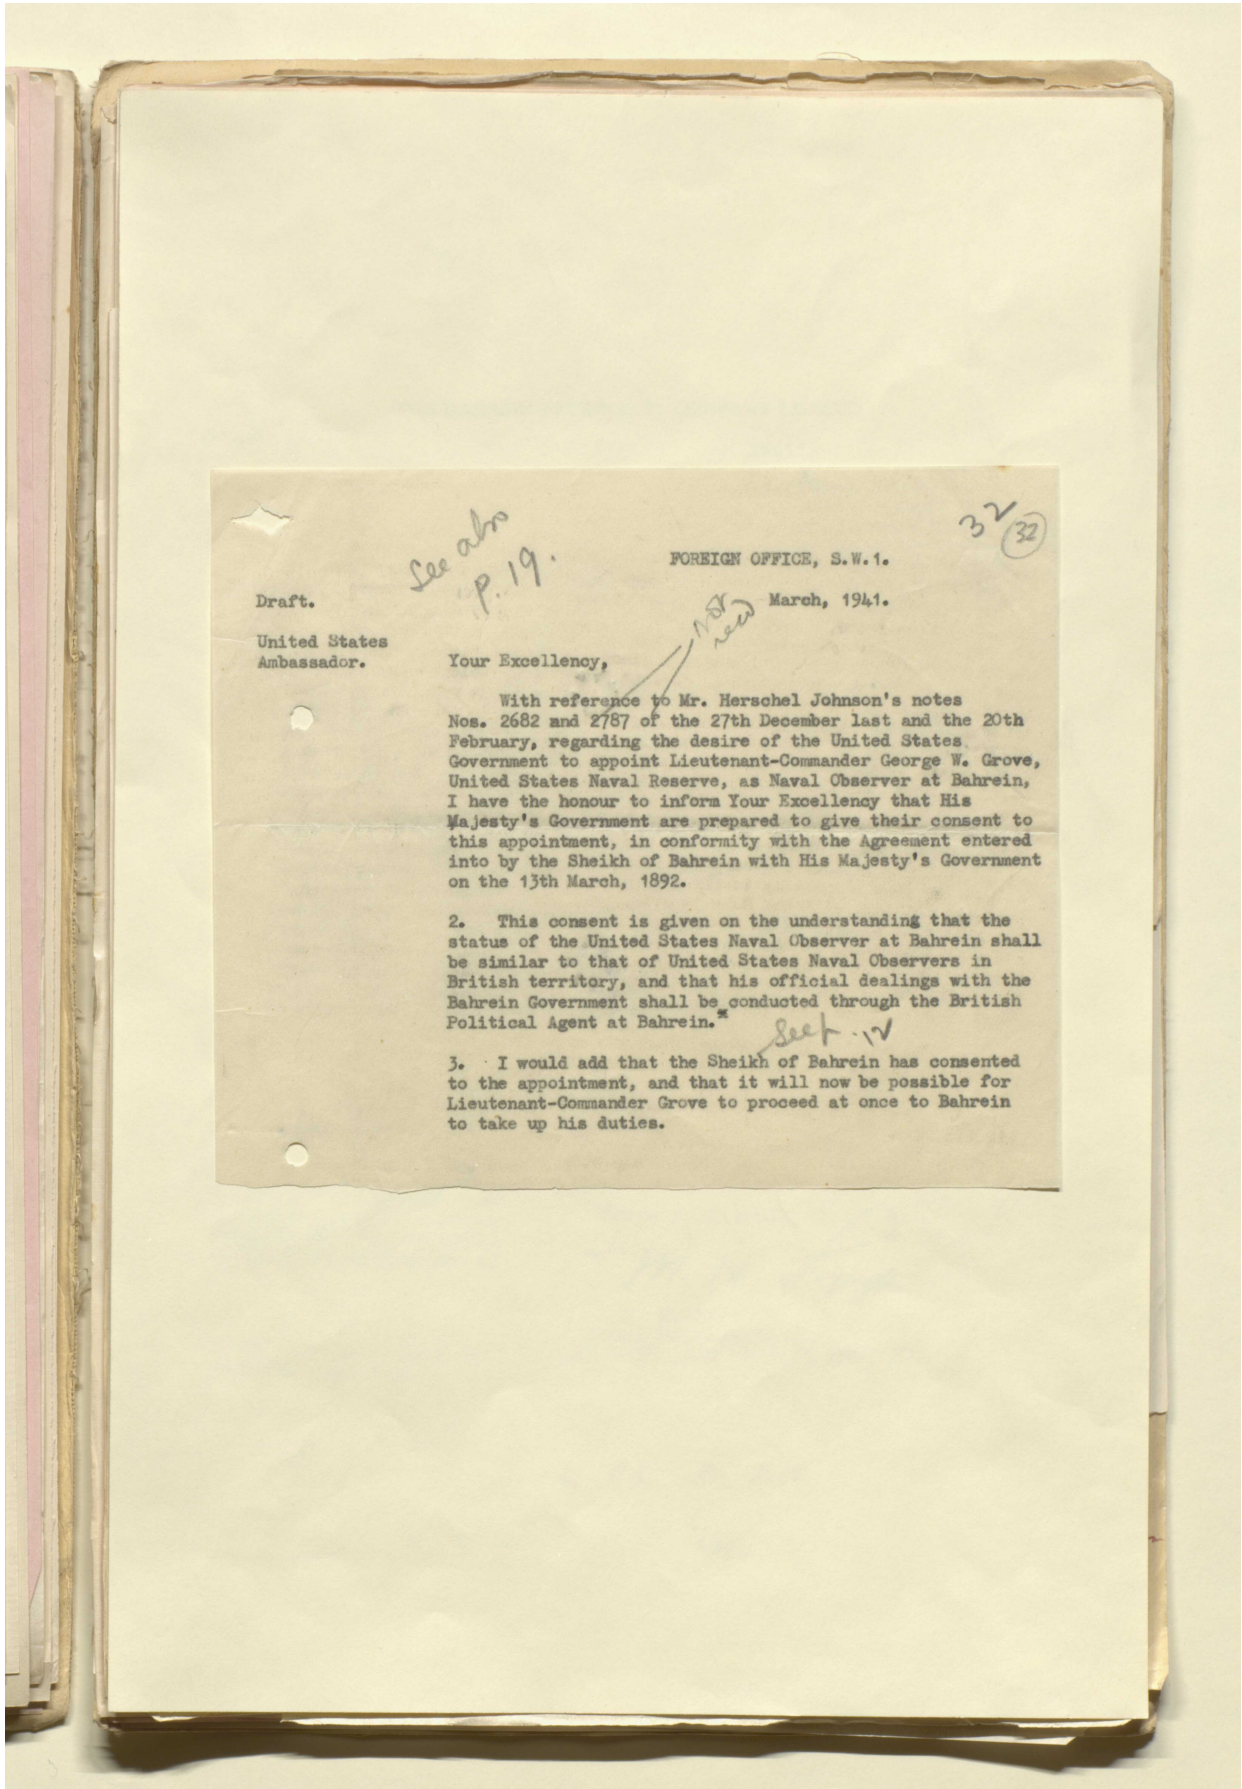 32
32
See also
p. 19.
FOREIGN OFFICE, S.W.1.
Draft.
March, 1941.
not
recd
United States
Ambassador.
Your Excellency,
With reference to Mr. Herschel Johnson's notes
Nos. 2682 and 2787 of the 27th December last and the 20th
February, regarding the desire of the United States
Government to appoint Lieutenant-Commander George W. Grove,
United States Naval Reserve, as Naval Observer at Bahrein,
I have the honour to inform Your Excellency that His
Majesty's Government are prepared to give their consent to
this appointment, in conformity with the Agreement entered
into by the Sheikh of Bahrein with His Majesty's Government
on the 13th March, 1892.
2. This consent is given on the understanding that the
status of the United States Naval Observer at Bahrein shall
be similar to that of United States Naval Observers in
British territory, and that his official dealings with the
Bahrein Government shall be conducted through the British
Political Agent at Bahrein.*
See p. 12
3. I would add that the Sheikh of Bahrein has consented
to the appointment, and that it will now be possible for
Lieutenant-Commander Grove to proceed at once to Bahrein
to take up his duties.